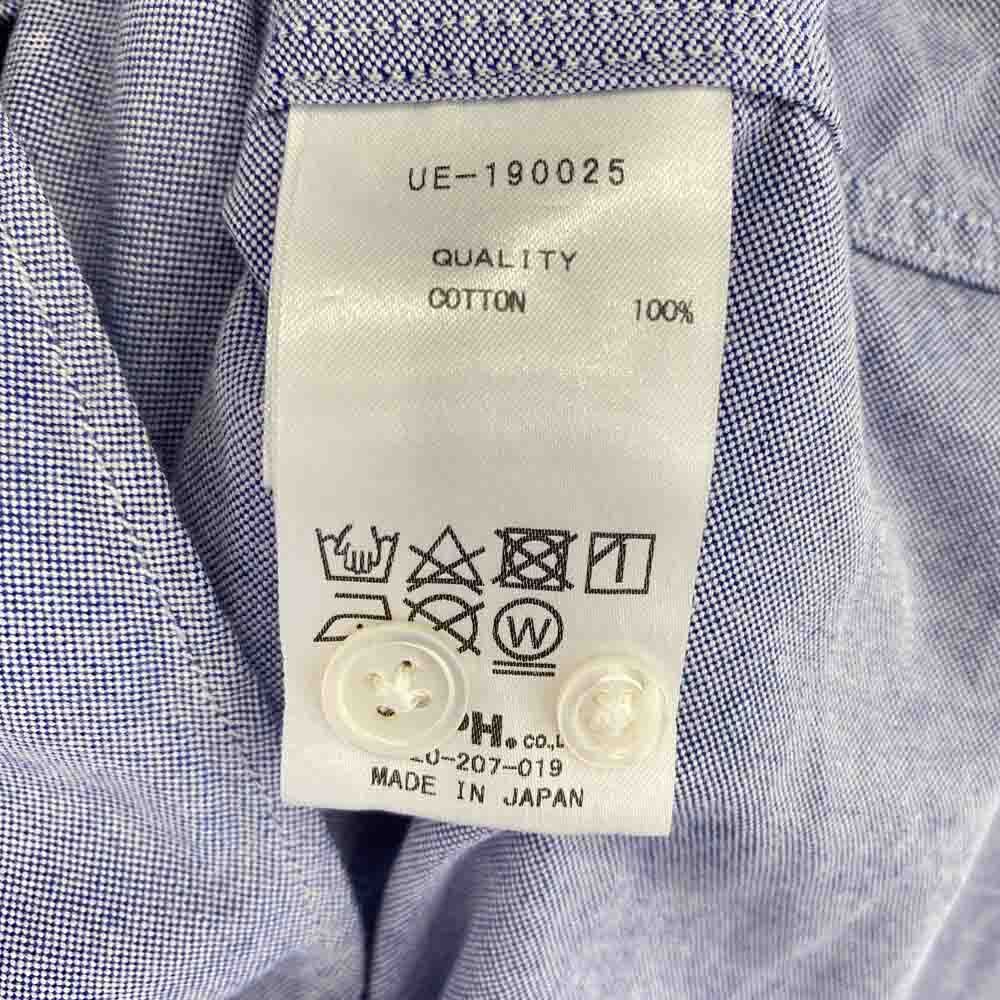 UE-190025
QUALITY
COTTON 100%
W
PH. CO.,L
0-207-019
MADE IN JAPAN